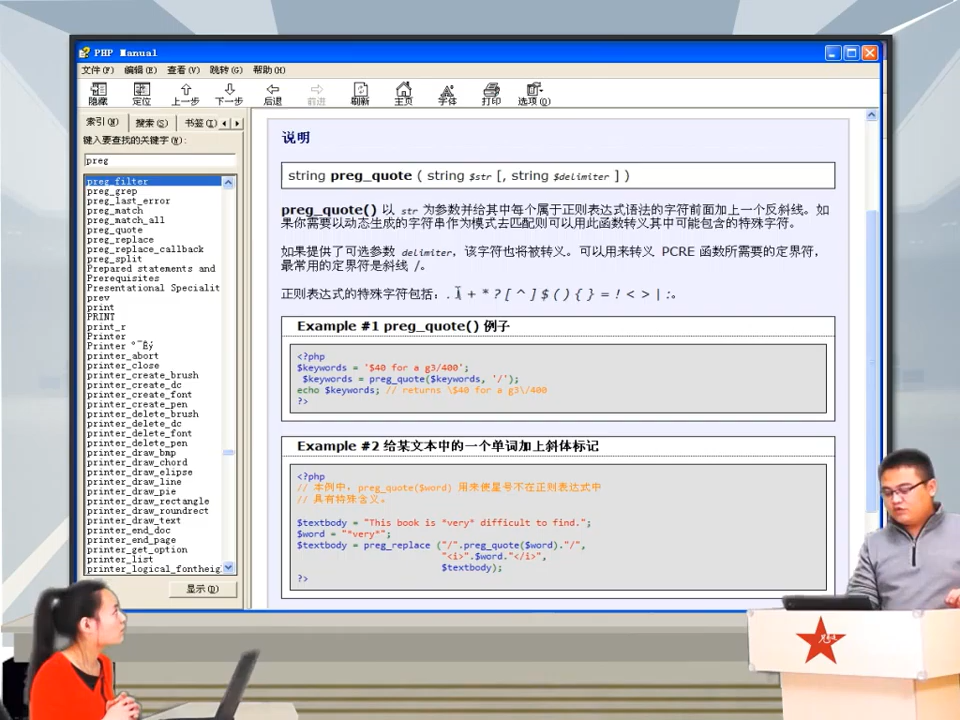 PHP Manual
文件(F) 编辑(E) 查看(V) 跳转(G) 帮助(H)
隐藏 定位 上一步 下一步 后退 前进 刷新 主页 字体 打印 选项(O)
索引(N) 搜索(S) 书签(I)
键入要查找的关键字(W):
preg
preg_filter
preg_grep
preg_last_error
preg_match
preg_match_all
preg_quote
preg_replace
preg_replace_callback
preg_split
Prepared statements and
Prerequisites
Presentational Specialit
prev
print
PRINT
print_r
Printer
Printer
printer_abort
printer_close
printer_create_brush
printer_create_dc
printer_create_font
printer_create_pen
printer_delete_brush
printer_delete_dc
printer_delete_font
printer_delete_pen
printer_draw_bmp
printer_draw_chord
printer_draw_elipse
printer_draw_line
printer_draw_pie
printer_draw_rectangle
printer_draw_roundrect
printer_draw_text
printer_end_doc
printer_end_page
printer_get_option
printer_list
printer_logical_fontheig
显示(D)
说明
string preg_quote ( string $str [, string $delimiter ] )
preg_quote() 以 str 为参数并给其中每个属于正则表达式语法的字符前面加上一个反斜线。如
果你需要以动态生成的字符串作为模式去匹配则可以用此函数转义其中可能包含的特殊字符。
如果提供了可选参数 delimiter，该字符也将被转义。可以用来转义 PCRE 函数所需要的定界符，
最常用的定界符是斜线 /。
正则表达式的特殊字符包括：. \ + * ? [ ^ ] $ ( ) { } = ! < > | :。
Example #1 preg_quote() 例子
<?php
$keywords = '$40 for a g3/400';
$keywords = preg_quote($keywords, '/');
echo $keywords; // returns \$40 for a g3\/400
?>
Example #2 给某文本中的一个单词加上斜体标记
<?php
// 本例中，preg_quote($word) 用来使星号不在正则表达式中
// 具有特殊含义。
$textbody = "This book is *very* difficult to find.";
$word = "*very*";
$textbody = preg_replace ("/".preg_quote($word)."/",
"<i>".$word."</i>",
$textbody);
?>